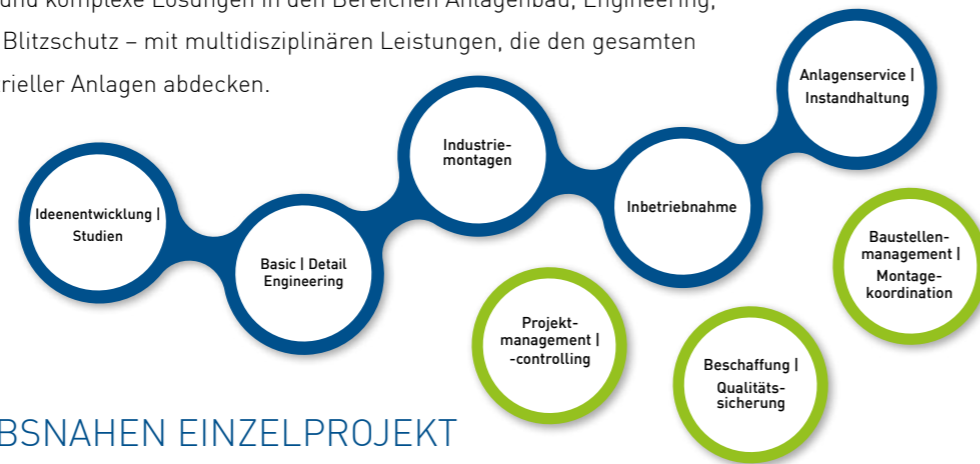 und komplexe Lösungen in den Bereichen Anlagenbau, Engineering,
Blitzschutz – mit multidisziplinären Leistungen, die den gesamten
rieller Anlagen abdecken.
Ideenentwicklung |
Studien
Basic | Detail
Engineering
Industrie-
montagen
Inbetriebnahme
Anlagenservice |
Instandhaltung
Projekt-
management |
-controlling
Beschaffung |
Qualitäts-
sicherung
Baustellen-
management |
Montage-
koordination
BSNAHEN EINZELPROJEKT